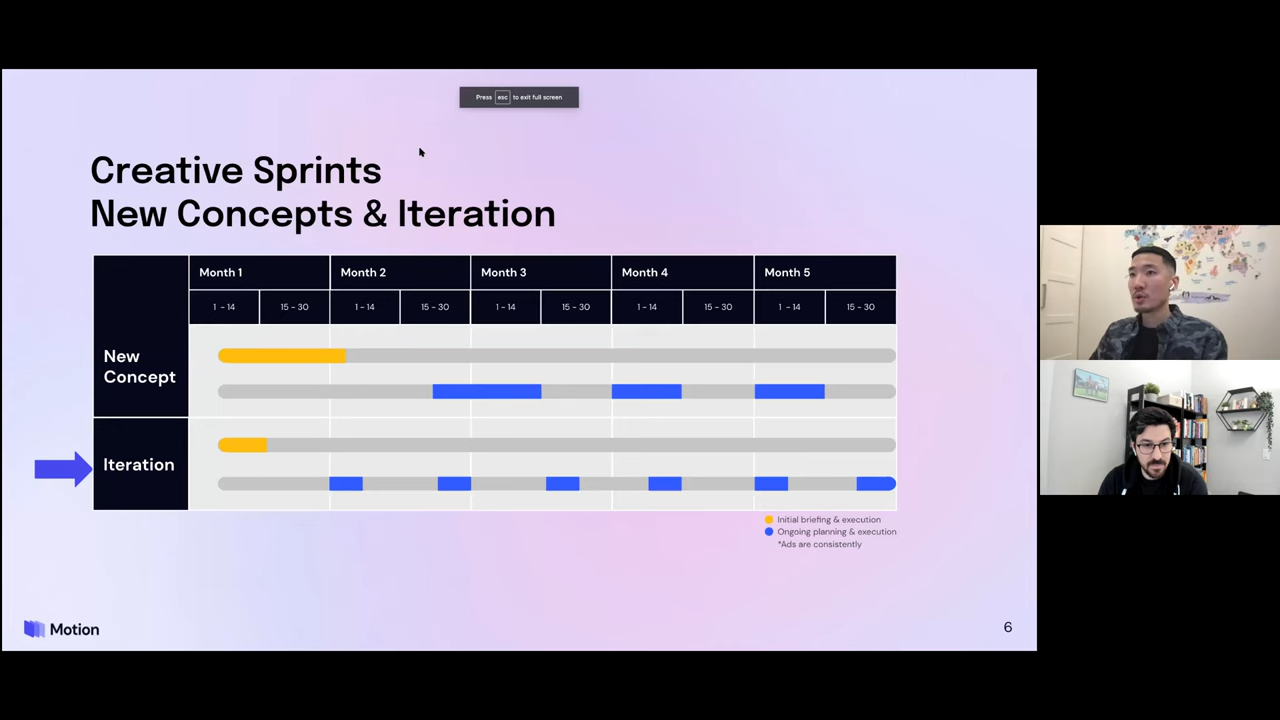 Press esc to exit full screen
Creative Sprints
New Concepts & Iteration
Month 1 Month 2 Month 3 Month 4 Month 5
1 - 14 15 - 30 1 - 14 15 - 30 1 - 14 15 - 30 1 - 14 15 - 30 1 - 14 15 - 30
New
Concept
Iteration
Initial briefing & execution
Ongoing planning & execution
*Ads are consistently
Motion
6